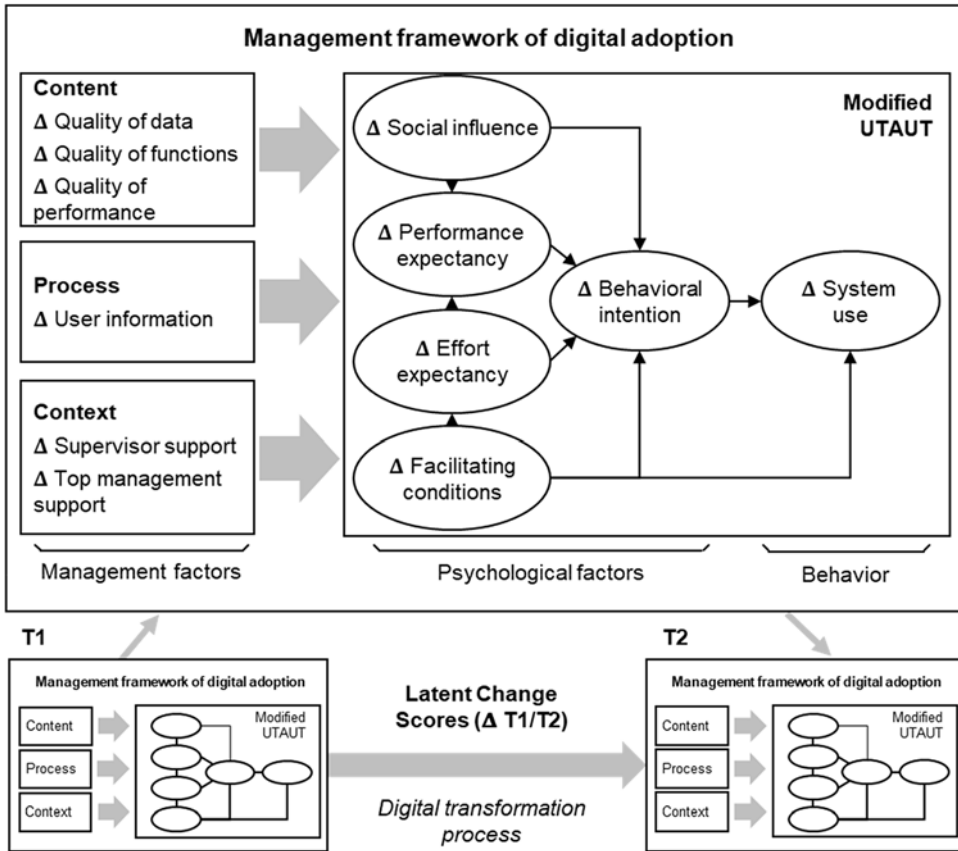 Management framework of digital adoption
Content
Δ Quality of data
Δ Quality of functions
Δ Quality of
performance
Process
Δ User information
Context
Δ Supervisor support
Δ Top management
support
Modified
UTAUT
Δ Social influence
Δ Performance
expectancy
Δ Effort
expectancy
Δ Facilitating
conditions
Δ Behavioral
intention
Δ System
use
Management factors
Psychological factors
Behavior
T1
Management framework of digital adoption
Content
Process
Context
Modified
UTAUT
Latent Change
Scores (Δ T1/T2)
Digital transformation
process
T2
Management framework of digital adoption
Content
Process
Context
Modified
UTAUT